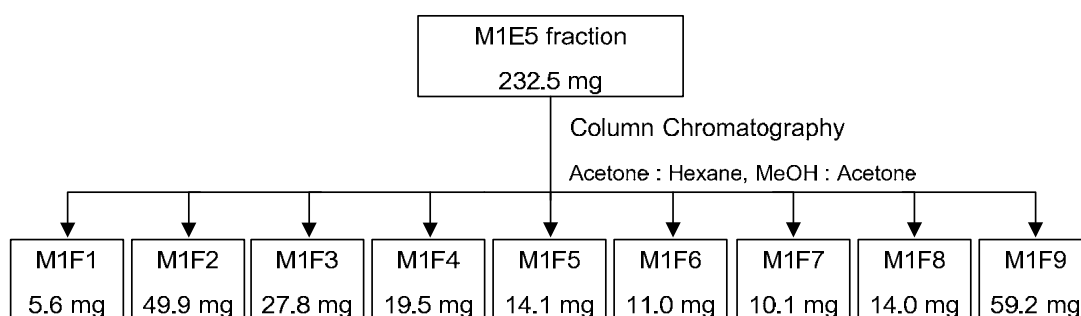 M1E5 fraction
232.5 mg
Column Chromatography
Acetone : Hexane, MeOH : Acetone
M1F1 M1F2 M1F3 M1F4 M1F5 M1F6 M1F7 M1F8 M1F9
5.6 mg 49.9 mg 27.8 mg 19.5 mg 14.1 mg 11.0 mg 10.1 mg 14.0 mg 59.2 mg